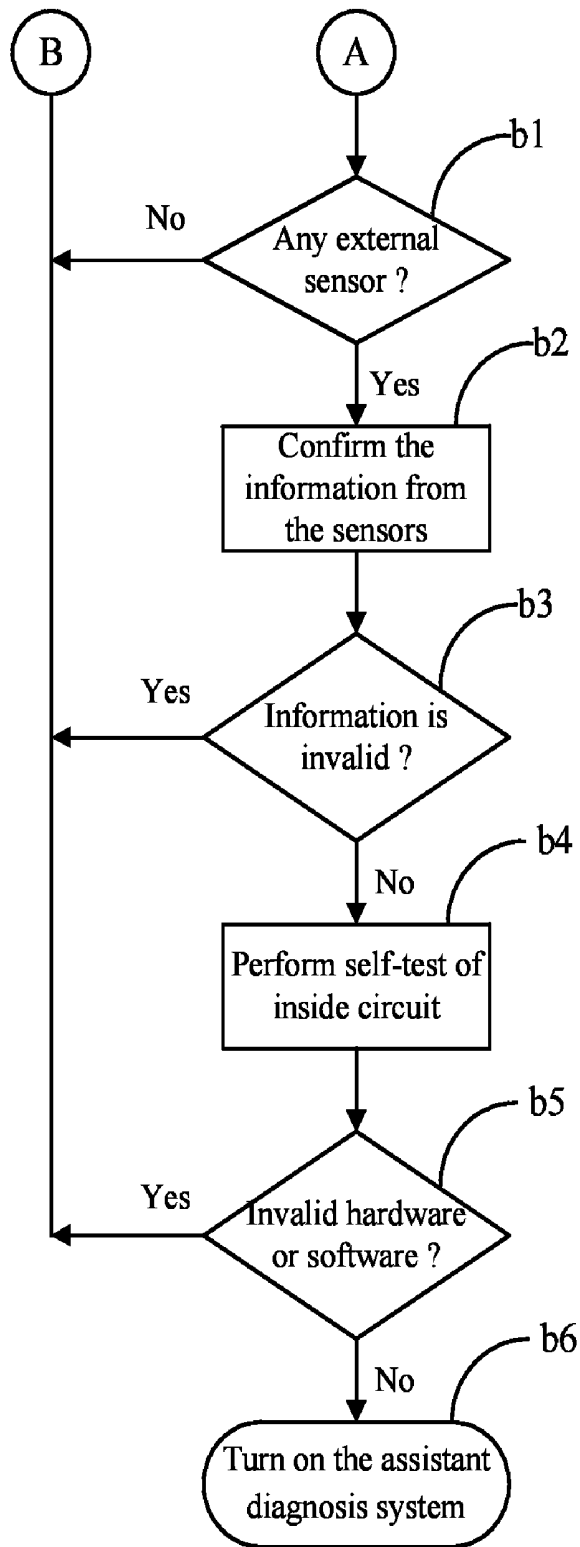 B
A
b1
No
Any external
sensor ?
b2
Yes
Confirm the
information from
the sensors
b3
Yes
Information is
invalid ?
b4
No
Perform self-test of
inside circuit
b5
Yes
Invalid hardware
or software ?
b6
No
Turn on the assistant
diagnosis system